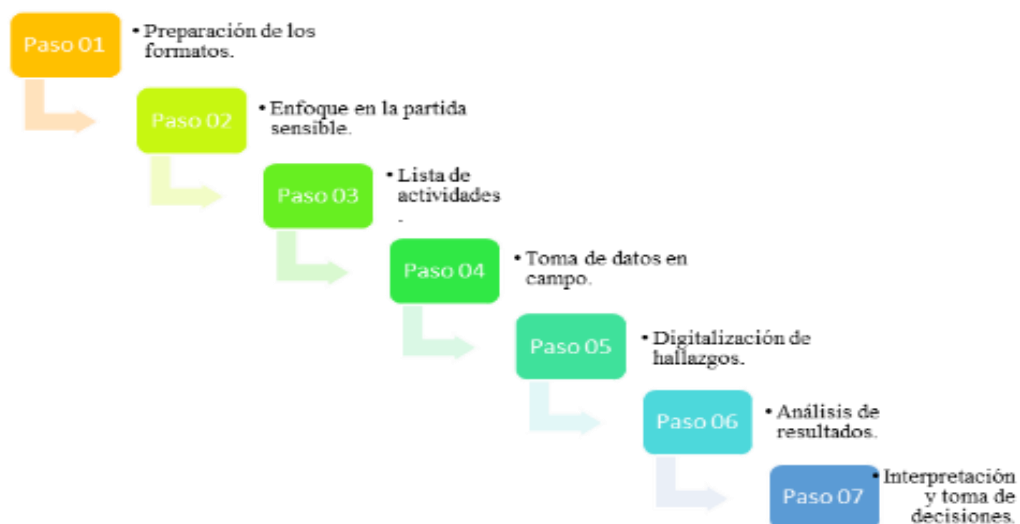 Paso 01
• Preparación de los
formatos.
Paso 02
• Enfoque en la partida
sensible.
Paso 03
• Lista de
actividades
.
Paso 04
• Toma de datos en
campo.
Paso 05
• Digitalización de
hallazgos.
Paso 06
• Análisis de
resultados.
Paso 07
• Interpretación
y toma de
decisiones.